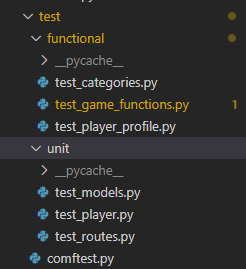 test
functional
__pycache__
test_categories.py
test_game_functions.py 1
test_player_profile.py
unit
__pycache__
test_models.py
test_player.py
test_routes.py
comftest.py